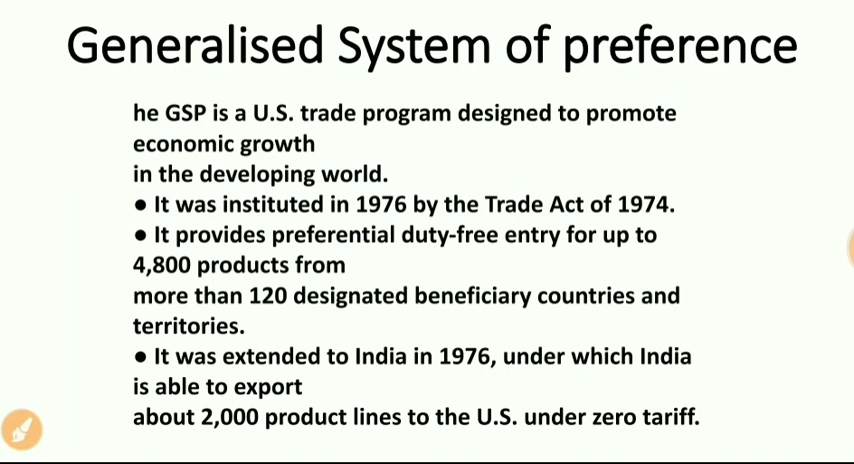 Generalised System of preference
he GSP is a U.S. trade program designed to promote
economic growth
in the developing world.
● It was instituted in 1976 by the Trade Act of 1974.
● It provides preferential duty-free entry for up to
4,800 products from
more than 120 designated beneficiary countries and
territories.
● It was extended to India in 1976, under which India
is able to export
about 2,000 product lines to the U.S. under zero tariff.